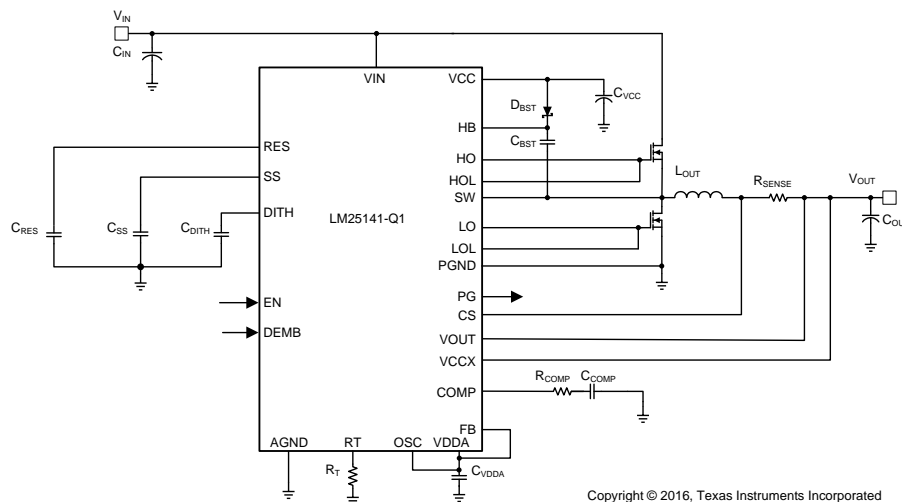 VIN
CIN
VIN
VCC
DBST
CVCC
HB
CBST
RES
HO
SS
HOL
LOUT
RSENSE
VOUT
SW
DITH
LM25141-Q1
LO
CRES
CSS
CDITH
LOL
PGND
EN
PG
CS
DEMB
VOUT
VCCX
COMP
RCOMP
CCOMP
FB
AGND
RT
OSC
VDDA
RT
CVDDA
Copyright © 2016, Texas Instruments Incorporated